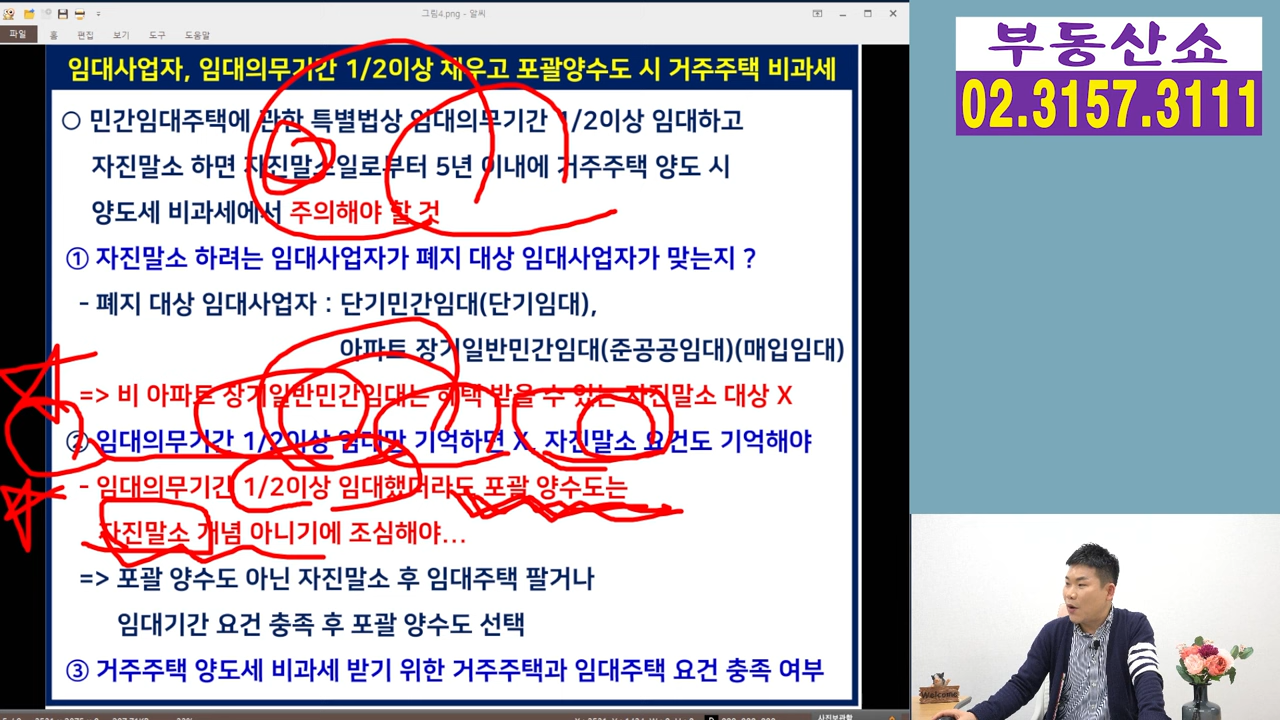 그림4.png - 알씨
파일 홈 편집 보기 도구 도움말
임대사업자, 임대의무기간 1/2이상 채우고 포괄양수도 시 거주주택 비과세
○ 민간임대주택에 관한 특별법상 임대의무기간 1/2이상 임대하고
자진말소 하면 자진말소일로부터 5년 이내에 거주주택 양도 시
양도세 비과세에서 주의해야 할 것
① 자진말소 하려는 임대사업자가 폐지 대상 임대사업자가 맞는지 ?
- 폐지 대상 임대사업자 : 단기민간임대(단기임대),
아파트 장기일반민간임대(준공공임대)(매입임대)
=> 비 아파트 장기일반민간임대는 혜택 받을 수 있는 자진말소 대상 X
② 임대의무기간 1/2이상 임대만 기억하면 X. 자진말소 요건도 기억해야
- 임대의무기간 1/2이상 임대했더라도 포괄 양수도는
자진말소 개념 아니기에 조심해야...
=> 포괄 양수도 아닌 자진말소 후 임대주택 팔거나
임대기간 요건 충족 후 포괄 양수도 선택
③ 거주주택 양도세 비과세 받기 위한 거주주택과 임대주택 요건 충족 여부
부동산쇼
02.3157.3111
Welcome